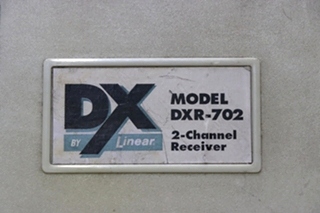 DX
BY Linear
MODEL
DXR-702
2-Channel
Receiver